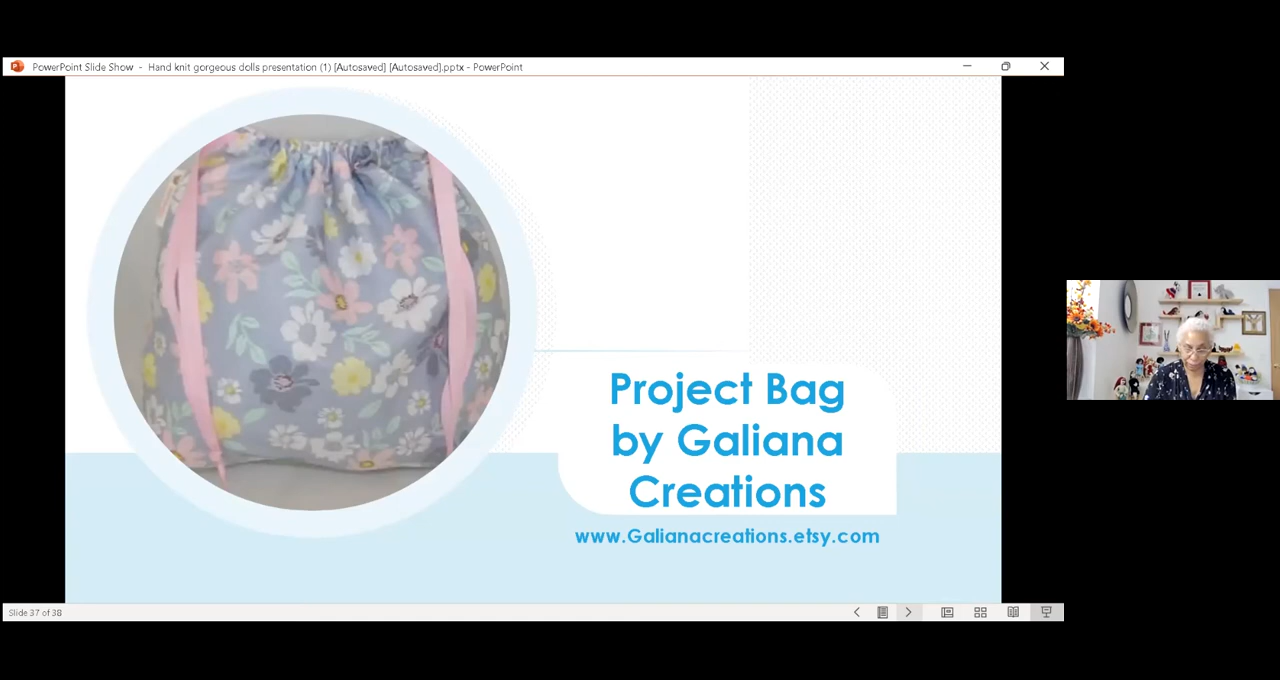 PowerPoint Slide Show - Hand knit gorgeous dolls presentation (1) [Autosaved] [Autosaved].pptx - PowerPoint
Project Bag
by Galiana
Creations
www.Galianacreations.etsy.com
Slide 37 of 38